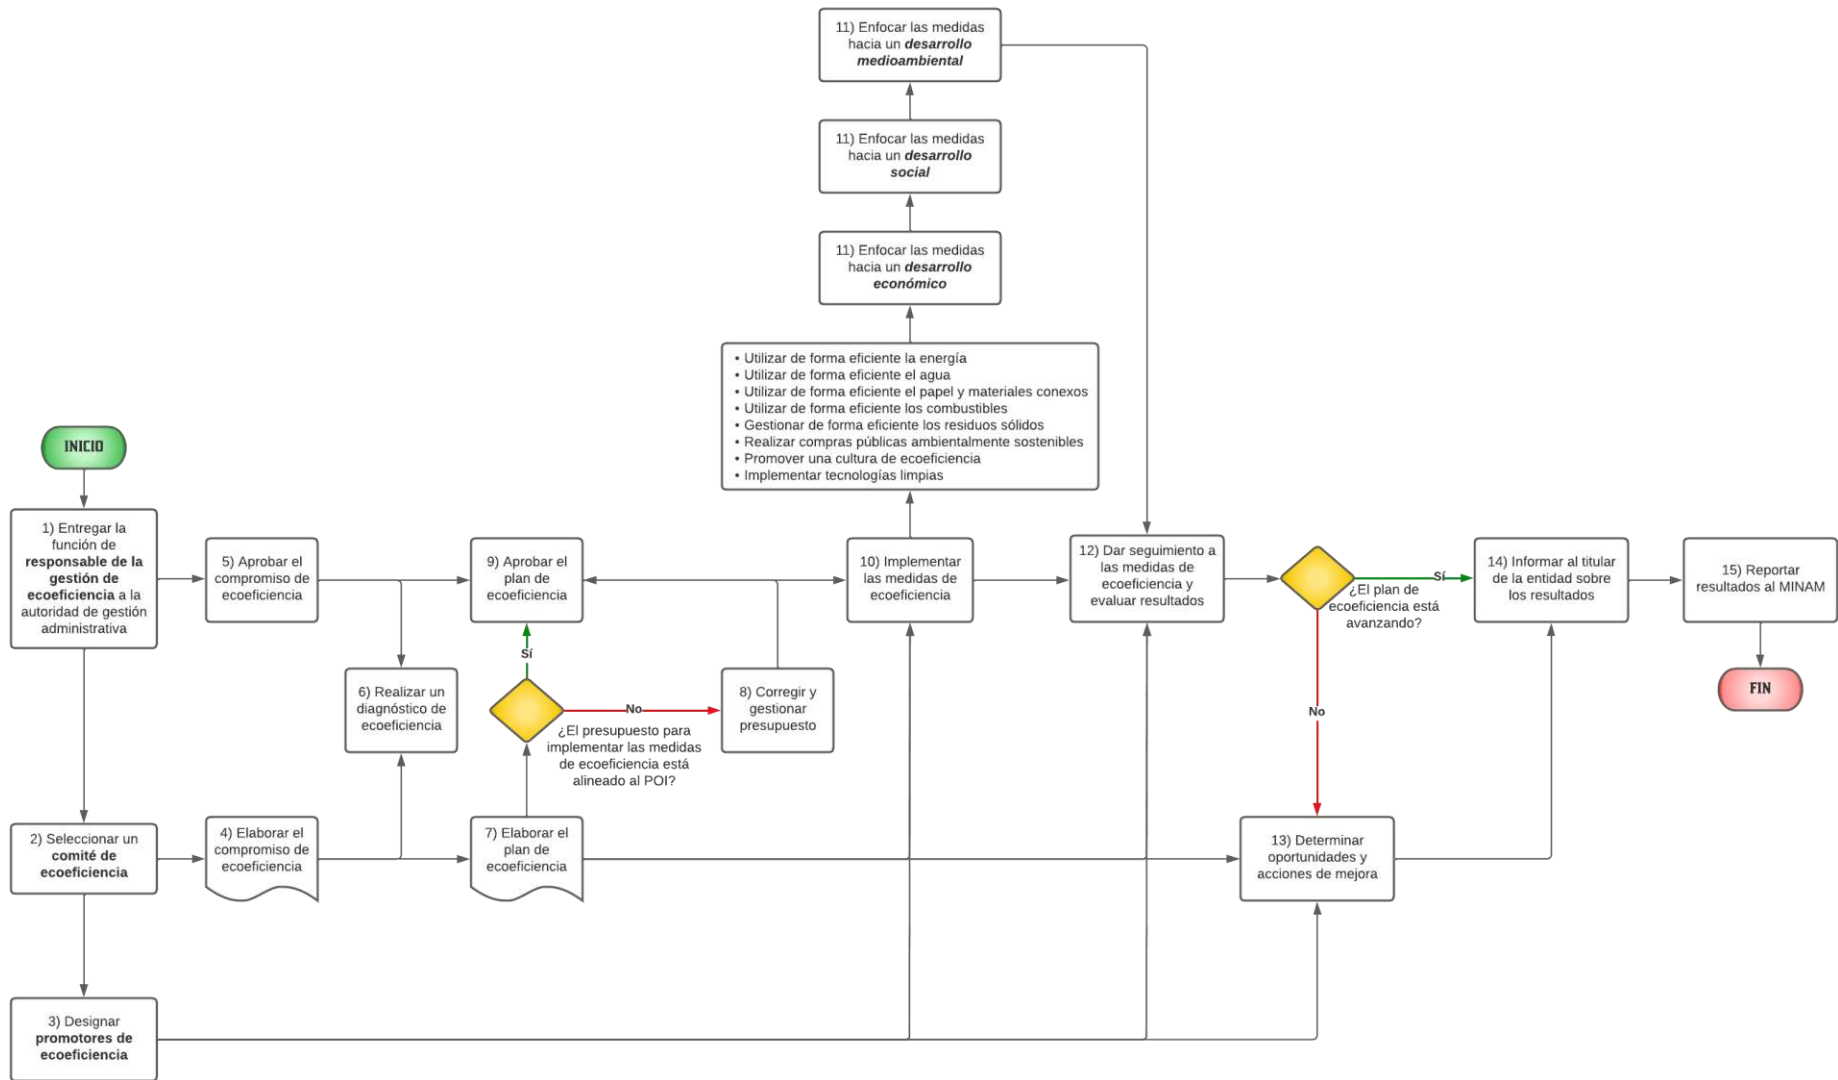 11) Enfocar las medidas
hacia un desarrollo
medioambiental
11) Enfocar las medidas
hacia un desarrollo
social
11) Enfocar las medidas
hacia un desarrollo
económico
• Utilizar de forma eficiente la energía
• Utilizar de forma eficiente el agua
• Utilizar de forma eficiente el papel y materiales conexos
• Utilizar de forma eficiente los combustibles
• Gestionar de forma eficiente los residuos sólidos
• Realizar compras públicas ambientalmente sostenibles
• Promover una cultura de ecoeficiencia
• Implementar tecnologías limpias
INICIO
1) Entregar la
función de
responsable de la
gestión de
ecoeficiencia a la
autoridad de gestión
administrativa
5) Aprobar el
compromiso de
ecoeficiencia
9) Aprobar el
plan de
ecoeficiencia
10) Implementar
las medidas de
ecoeficiencia
12) Dar seguimiento a
las medidas de
ecoeficiencia y
evaluar resultados
Sí
¿El plan de
ecoeficiencia está
avanzando?
14) Informar al titular
de la entidad sobre
los resultados
15) Reportar
resultados al MINAM
Sí
6) Realizar un
diagnóstico de
ecoeficiencia
No
¿El presupuesto para
implementar las medidas
de ecoeficiencia está
alineado al POI?
8) Corregir y
gestionar
presupuesto
No
FIN
2) Seleccionar un
comité de
ecoeficiencia
4) Elaborar el
compromiso de
ecoeficiencia
7) Elaborar el
plan de
ecoeficiencia
13) Determinar
oportunidades y
acciones de mejora
3) Designar
promotores de
ecoeficiencia